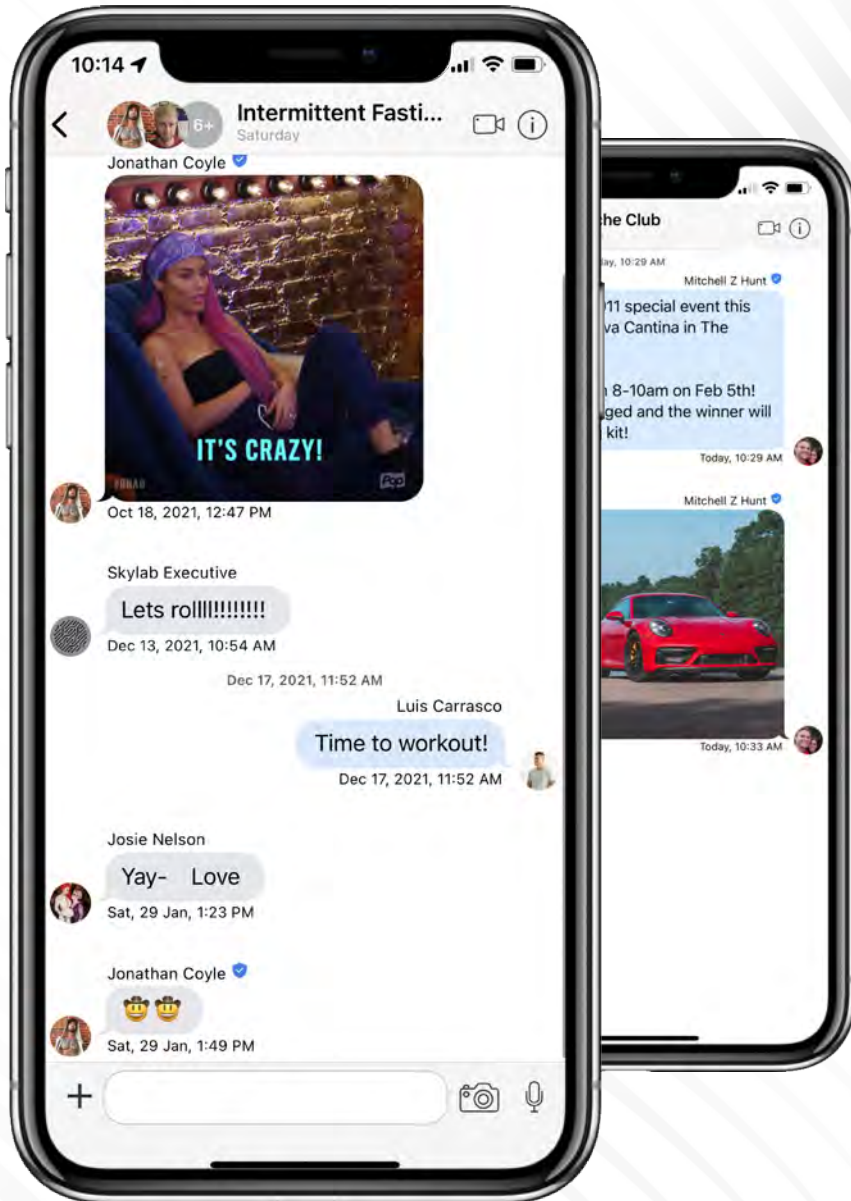 10:14
6+
Intermittent Fasti...
Saturday
Jonathan Coyle
IT'S CRAZY!
Pop
Oct 18, 2021, 12:47 PM
Skylab Executive
Lets rollll!!!!!!!!!
Dec 13, 2021, 10:54 AM
Dec 17, 2021, 11:52 AM
Luis Carrasco
Time to workout!
Dec 17, 2021, 11:52 AM
Josie Nelson
Yay- Love
Sat, 29 Jan, 1:23 PM
Jonathan Coyle
Sat, 29 Jan, 1:49 PM
che Club
ay, 10:29 AM
Mitchell Z Hunt
911 special event this
va Cantina in The
8-10am on Feb 5th!
ged and the winner will
kit!
Today, 10:29 AM
Mitchell Z Hunt
Today, 10:33 AM